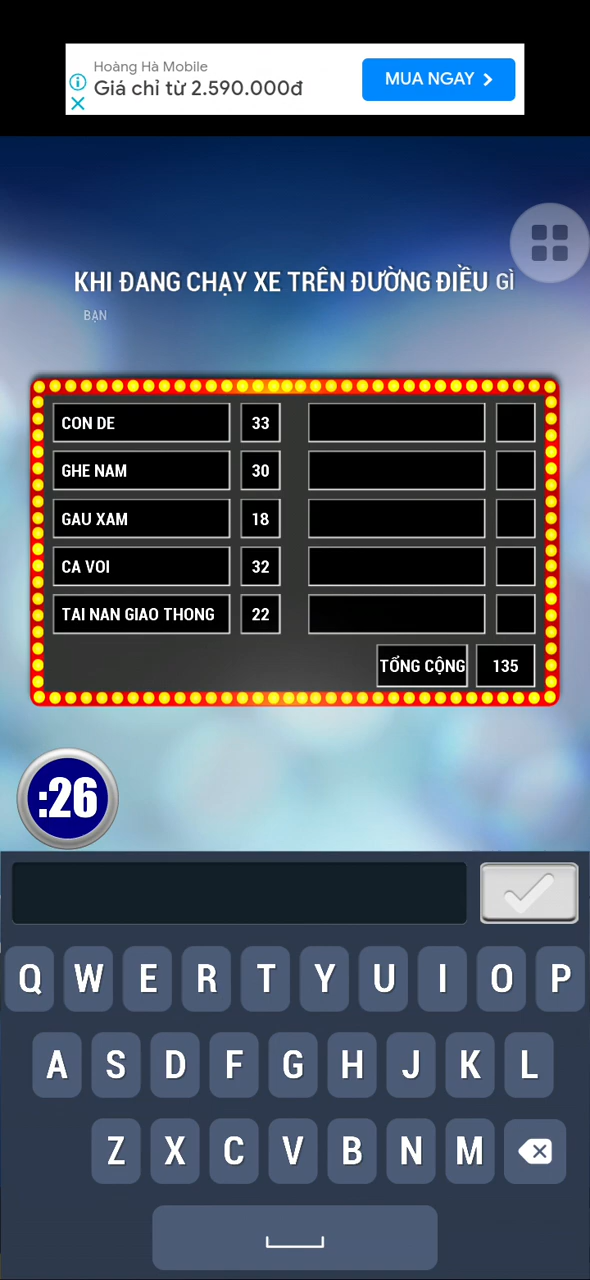 Hoàng Hà Mobile
Giá chỉ từ 2.590.000đ
MUA NGAY
KHI ĐANG CHẠY XE TRÊN ĐƯỜNG ĐIỀU GÌ
BẠN
CON DE 33
GHE NAM 30
GAU XAM 18
CA VOI 32
TAI NAN GIAO THONG 22
TỔNG CỘNG 135
:26
Q W E R T Y U I O P
A S D F G H J K L
Z X C V B N M